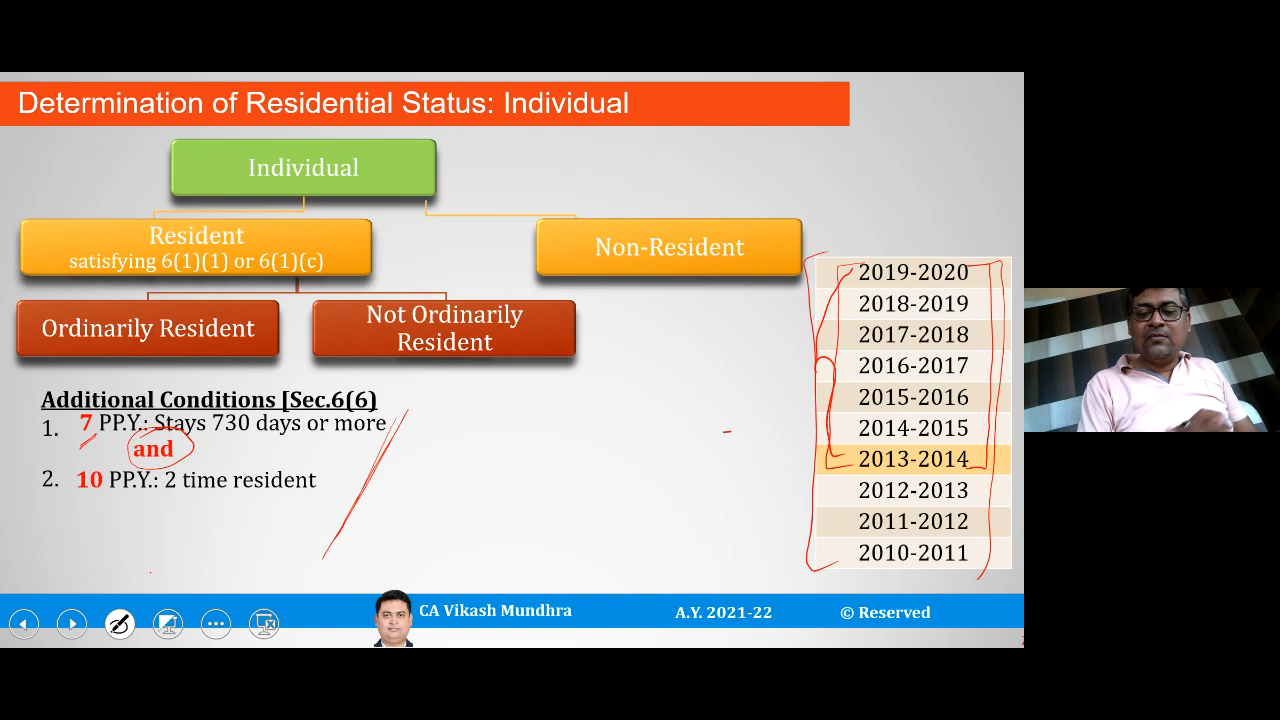 Determination of Residential Status: Individual
Individual
Resident
satisfying 6(1)(1) or 6(1)(c)
Non-Resident
Ordinarily Resident
Not Ordinarily
Resident
Additional Conditions [Sec.6(6)
1. 7 PP.Y.: Stays 730 days or more
and
2. 10 PP.Y.: 2 time resident
2019-2020
2018-2019
2017-2018
2016-2017
2015-2016
2014-2015
2013-2014
2012-2013
2011-2012
2010-2011
CA Vikash Mundhra
A.Y. 2021-22
© Reserved